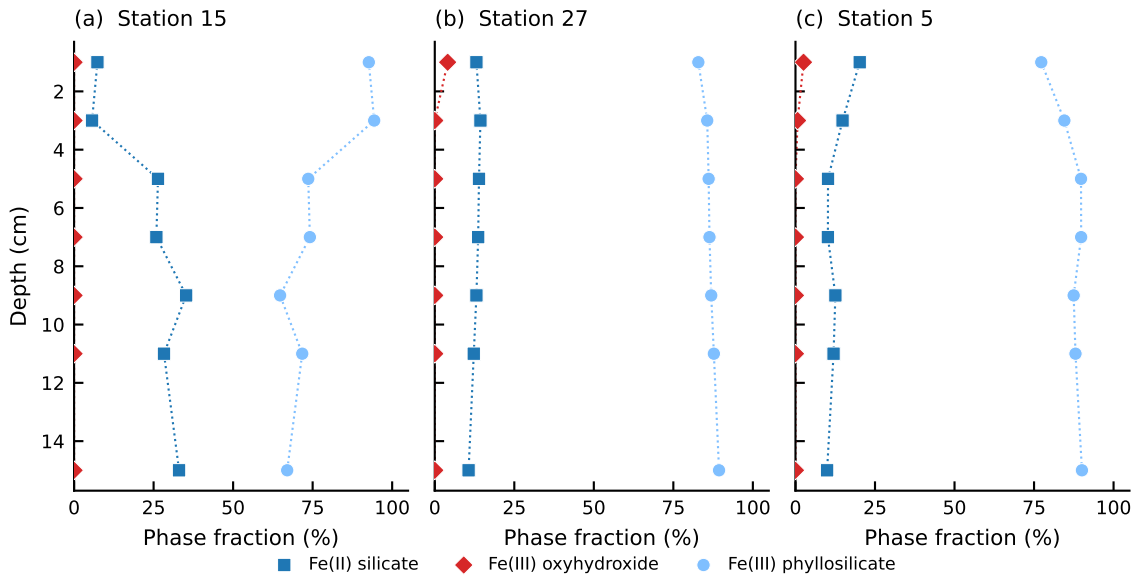 (a) Station 15
(b) Station 27
(c) Station 5
2
4
6
8
10
12
14
Depth (cm)
0 25 50 75 100
0 25 50 75 100
0 25 50 75 100
Phase fraction (%)
Phase fraction (%)
Phase fraction (%)
Fe(II) silicate
Fe(III) oxyhydroxide
Fe(III) phyllosilicate